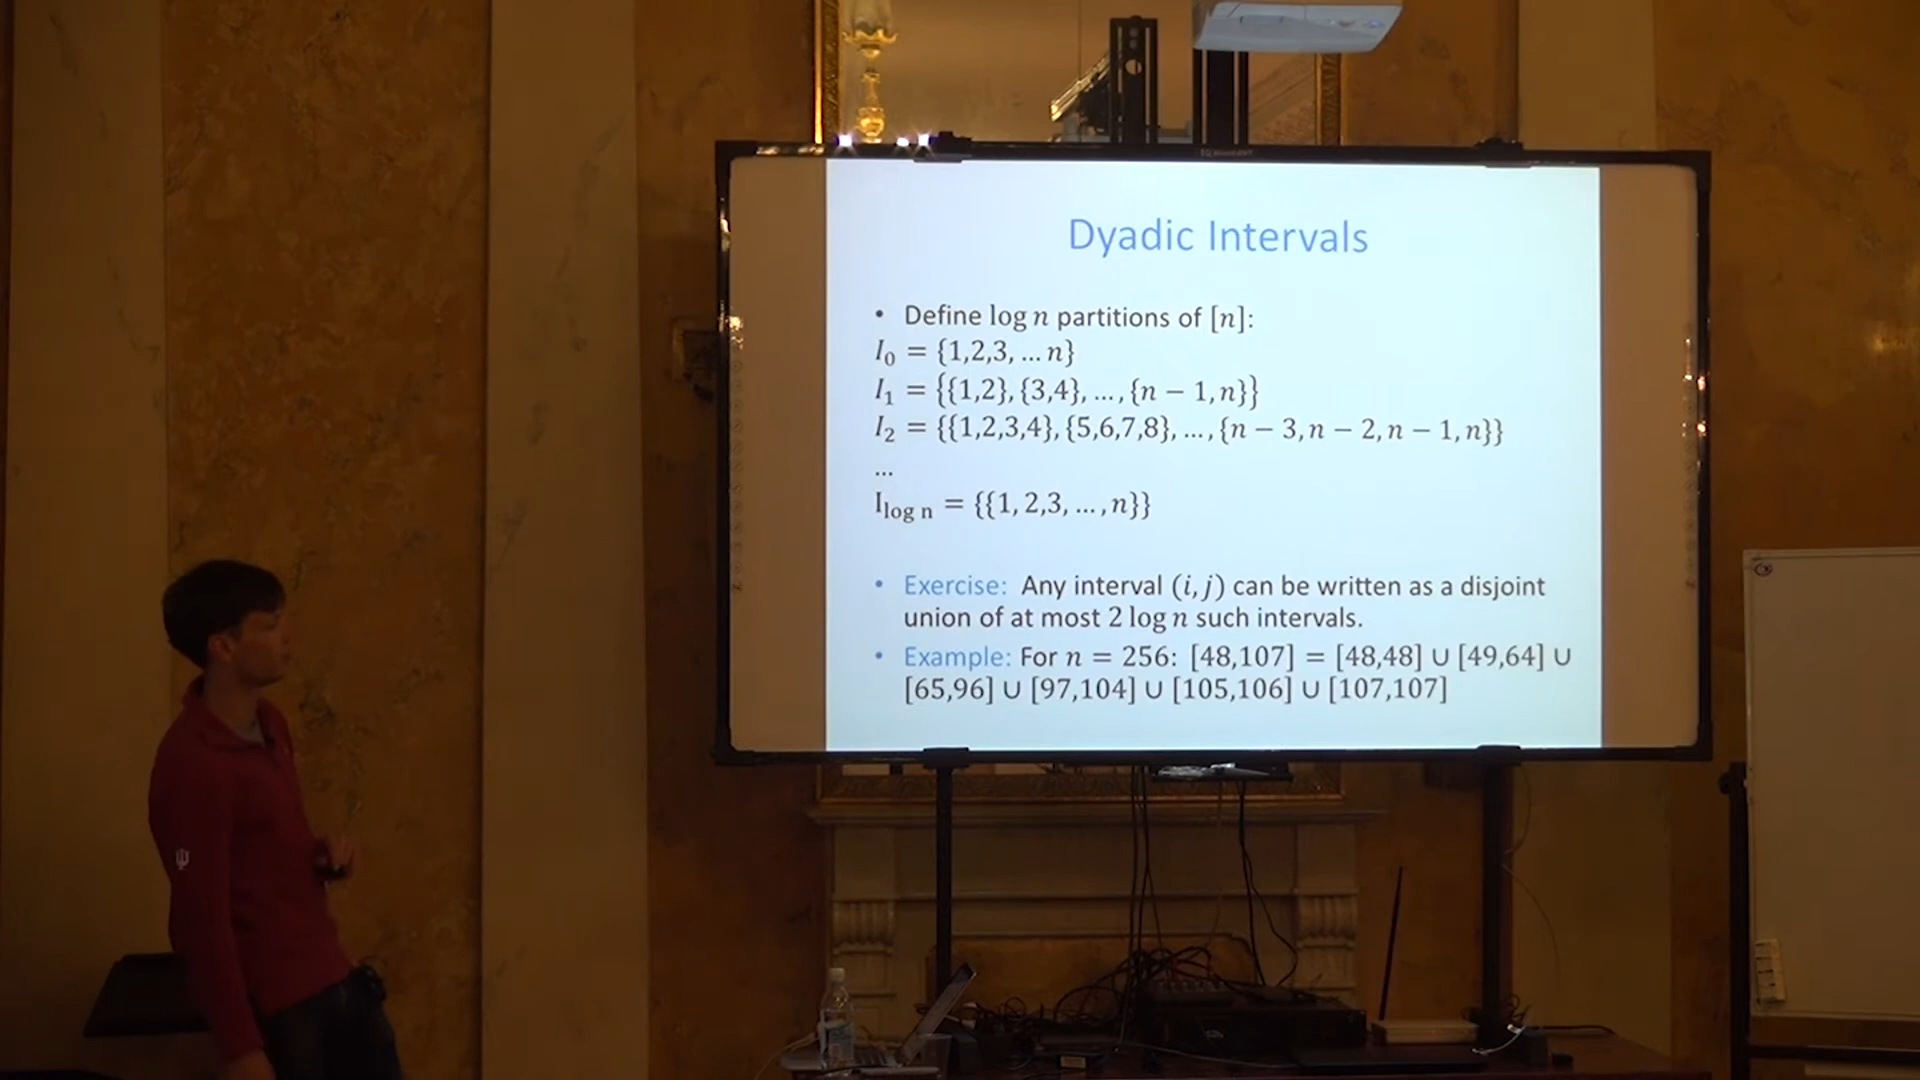 Dyadic Intervals
• Define log n partitions of [n]:
I₀ = {1,2,3, … n}
I₁ = {{1,2}, {3,4}, … , {n − 1, n}}
I₂ = {{1,2,3,4}, {5,6,7,8}, … , {n − 3, n − 2, n − 1, n}}
…
I_log n = {{1, 2,3, … , n}}
• Exercise: Any interval (i, j) can be written as a disjoint
union of at most 2 log n such intervals.
• Example: For n = 256: [48,107] = [48,48] ∪ [49,64] ∪
[65,96] ∪ [97,104] ∪ [105,106] ∪ [107,107]